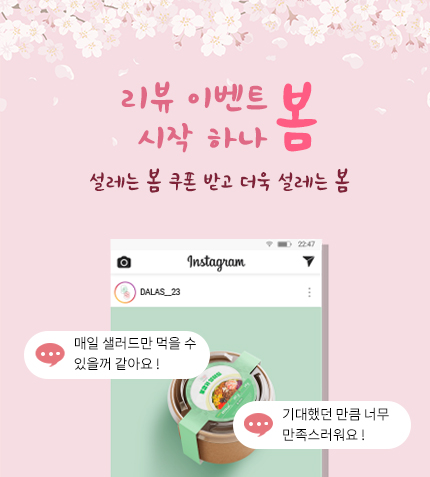 리뷰 이벤트
시작 하나 봄
설레는 봄 쿠폰 받고 더욱 설레는 봄
22:47
Instagram
DALAS__23
매일 샐러드만 먹을 수
있을꺼 같아요 !
기대했던 만큼 너무
만족스러워요 !